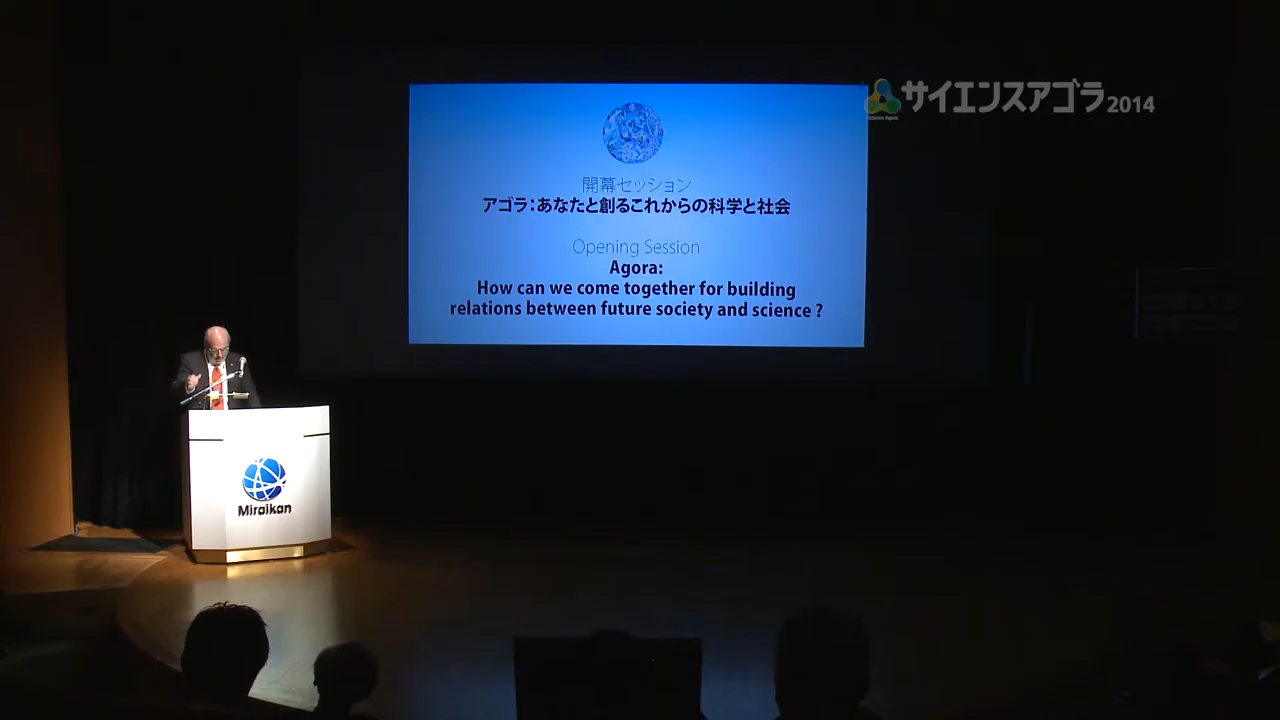 サイエンスアゴラ2014
Science Agora
開幕セッション
アゴラ：あなたと創るこれからの科学と社会
Opening Session
Agora:
How can we come together for building
relations between future society and science ?
Miraikan